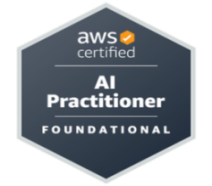 aws
certified
AI
Practitioner
FOUNDATIONAL